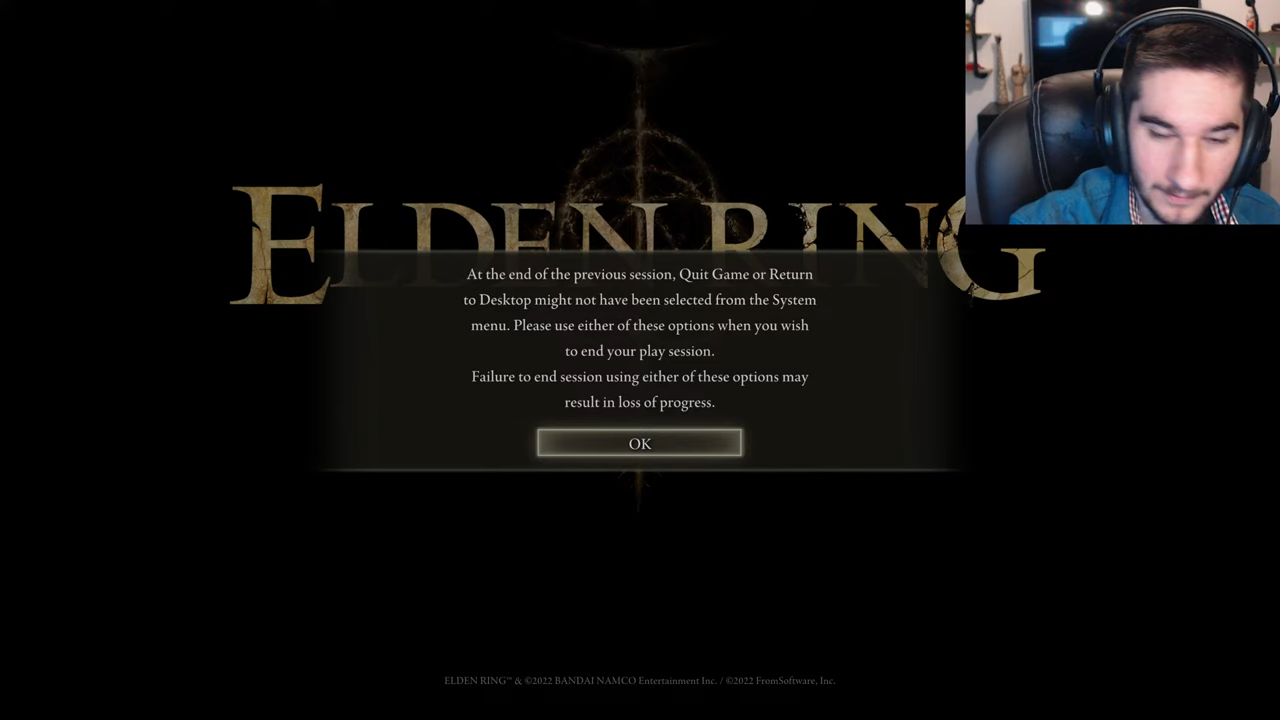 ELDEN RING
At the end of the previous session, Quit Game or Return
to Desktop might not have been selected from the System
menu. Please use either of these options when you wish
to end your play session.
Failure to end session using either of these options may
result in loss of progress.
OK
ELDEN RING™ & ©2022 BANDAI NAMCO Entertainment Inc. / ©2022 FromSoftware, Inc.